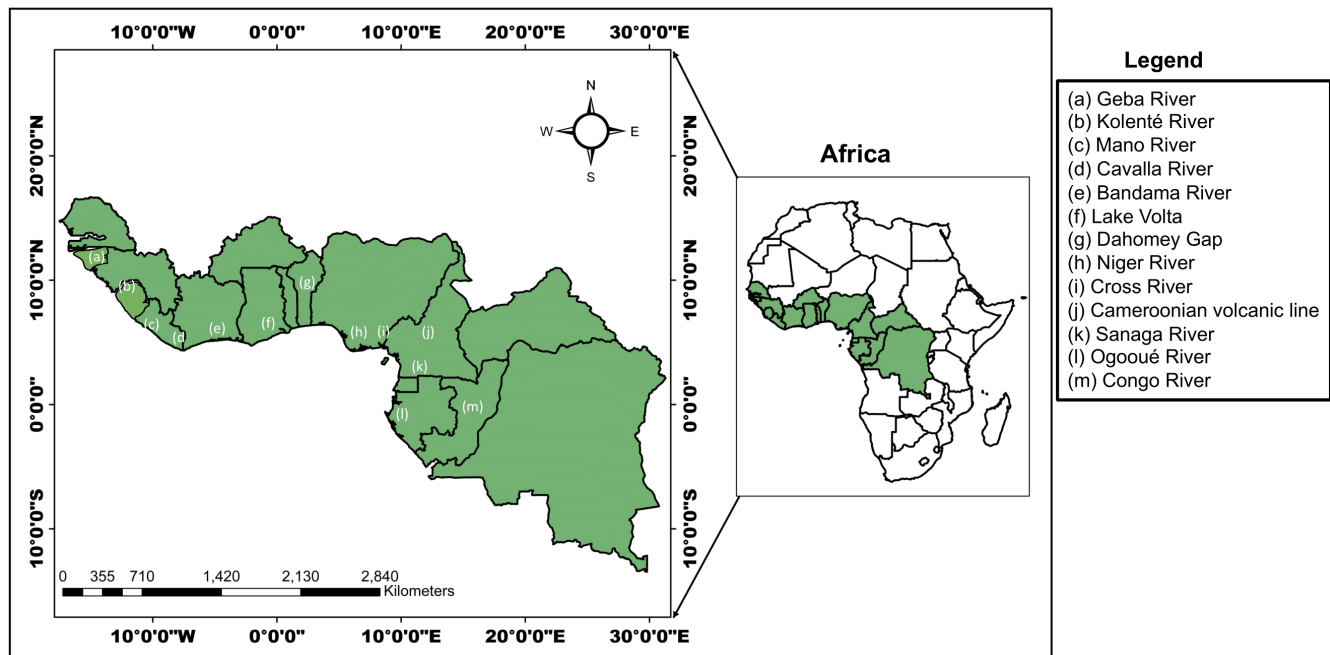 10°0'0"W 0°0'0" 10°0'0"E 20°0'0"E 30°0'0"E
20°0'0"N
10°0'0"N
0°0'0"
10°0'0"S
N
W E
S
20°0'0"N
10°0'0"N
0°0'0"
10°0'0"S
(a)
(b)
(c)
(d)
(e)
(f)
(g)
(h)
(i)
(j)
(k)
(l)
(m)
0 355 710 1,420 2,130 2,840
Kilometers
10°0'0"W 0°0'0" 10°0'0"E 20°0'0"E 30°0'0"E
Africa
Legend
(a) Geba River
(b) Kolenté River
(c) Mano River
(d) Cavalla River
(e) Bandama River
(f) Lake Volta
(g) Dahomey Gap
(h) Niger River
(i) Cross River
(j) Cameroonian volcanic line
(k) Sanaga River
(l) Ogooué River
(m) Congo River